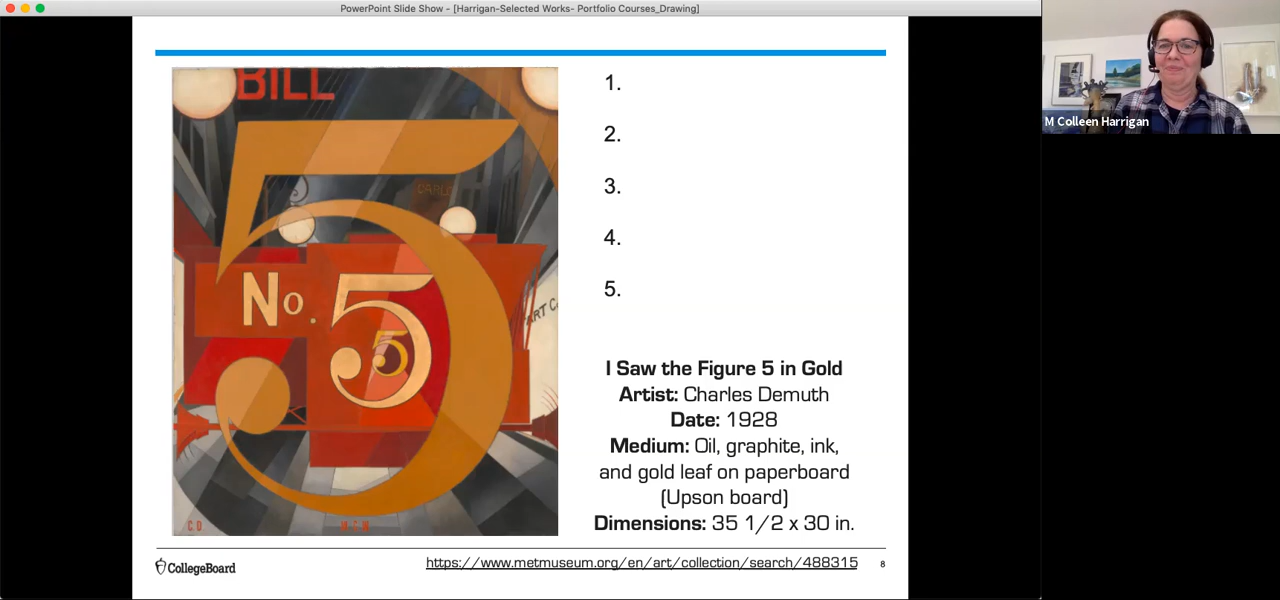 PowerPoint Slide Show - [Harrigan-Selected Works- Portfolio Courses_Drawing]
M Colleen Harrigan
BILL
CARLO
No. 5
5
5
ART C
C.D.
W.C.W.
1.
2.
3.
4.
5.
I Saw the Figure 5 in Gold
Artist: Charles Demuth
Date: 1928
Medium: Oil, graphite, ink,
and gold leaf on paperboard
(Upson board)
Dimensions: 35 1/2 x 30 in.
CollegeBoard
https://www.metmuseum.org/en/art/collection/search/488315
8